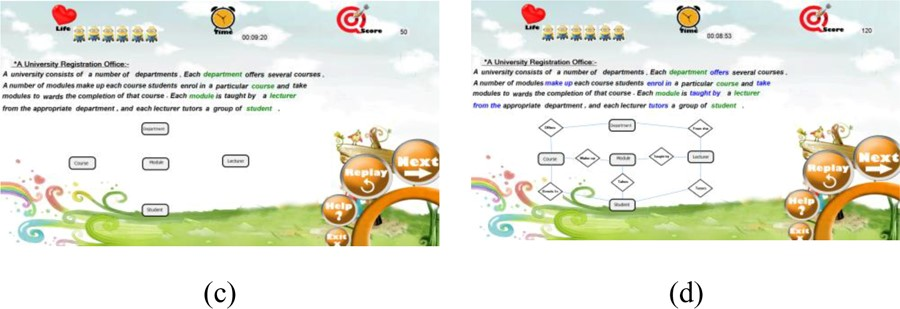 Life
Time
Score
00:09:20
50
"A University Registration Office:-
A university consists of a number of departments . Each department offers several courses .
A number of modules make up each course students enrol in a particular course and take
modules to wards the completion of that course . Each module is taught by a lecturer
from the appropriate department , and each lecturer tutors a group of student .
Department
Course
Module
Lecturer
Student
Next
Replay
Help
?
Exit
(c)
Life
Time
Score
00:08:53
120
"A University Registration Office:-
A university consists of a number of departments . Each department offers several courses .
A number of modules make up each course students enrol in a particular course and take
modules to wards the completion of that course . Each module is taught by a lecturer
from the appropriate department , and each lecturer tutors a group of student .
Offers
Department
From the
Course
Make up
Module
Taught by
Lecturer
Enrols in
Takes
Tutors
Student
Next
Replay
Help
?
Exit
(d)